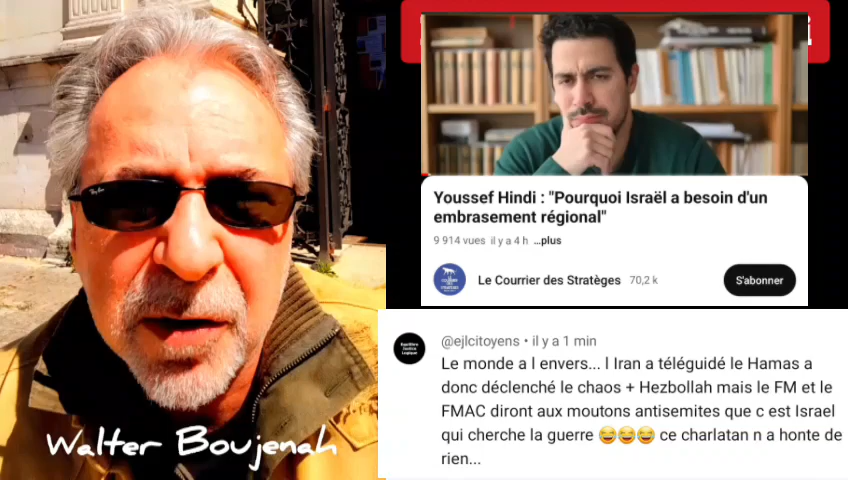 Walter Boujenah
Youssef Hindi : "Pourquoi Israël a besoin d'un
embrasement régional"
9 914 vues il y a 4 h ...plus
Le Courrier des Stratèges 70,2 k
S'abonner
@ejlcitoyens • il y a 1 min
Le monde a l envers... l Iran a téléguidé le Hamas a
donc déclenché le chaos + Hezbollah mais le FM et le
FMAC diront aux moutons antisemites que c est Israel
qui cherche la guerre 😂😂😂 ce charlatan n a honte de
rien...